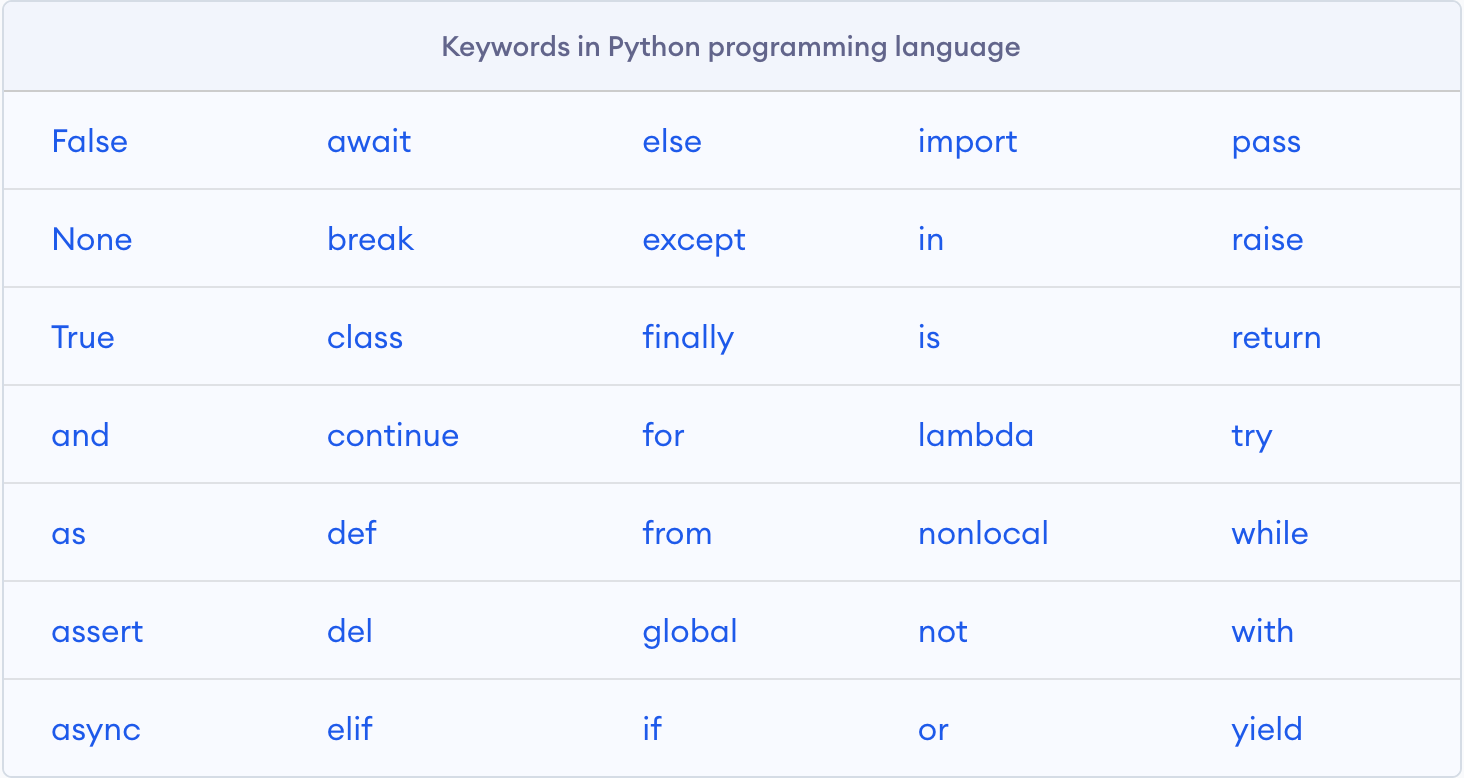 Keywords in Python programming language
False await else import pass
None break except in raise
True class finally is return
and continue for lambda try
as def from nonlocal while
assert del global not with
async elif if or yield